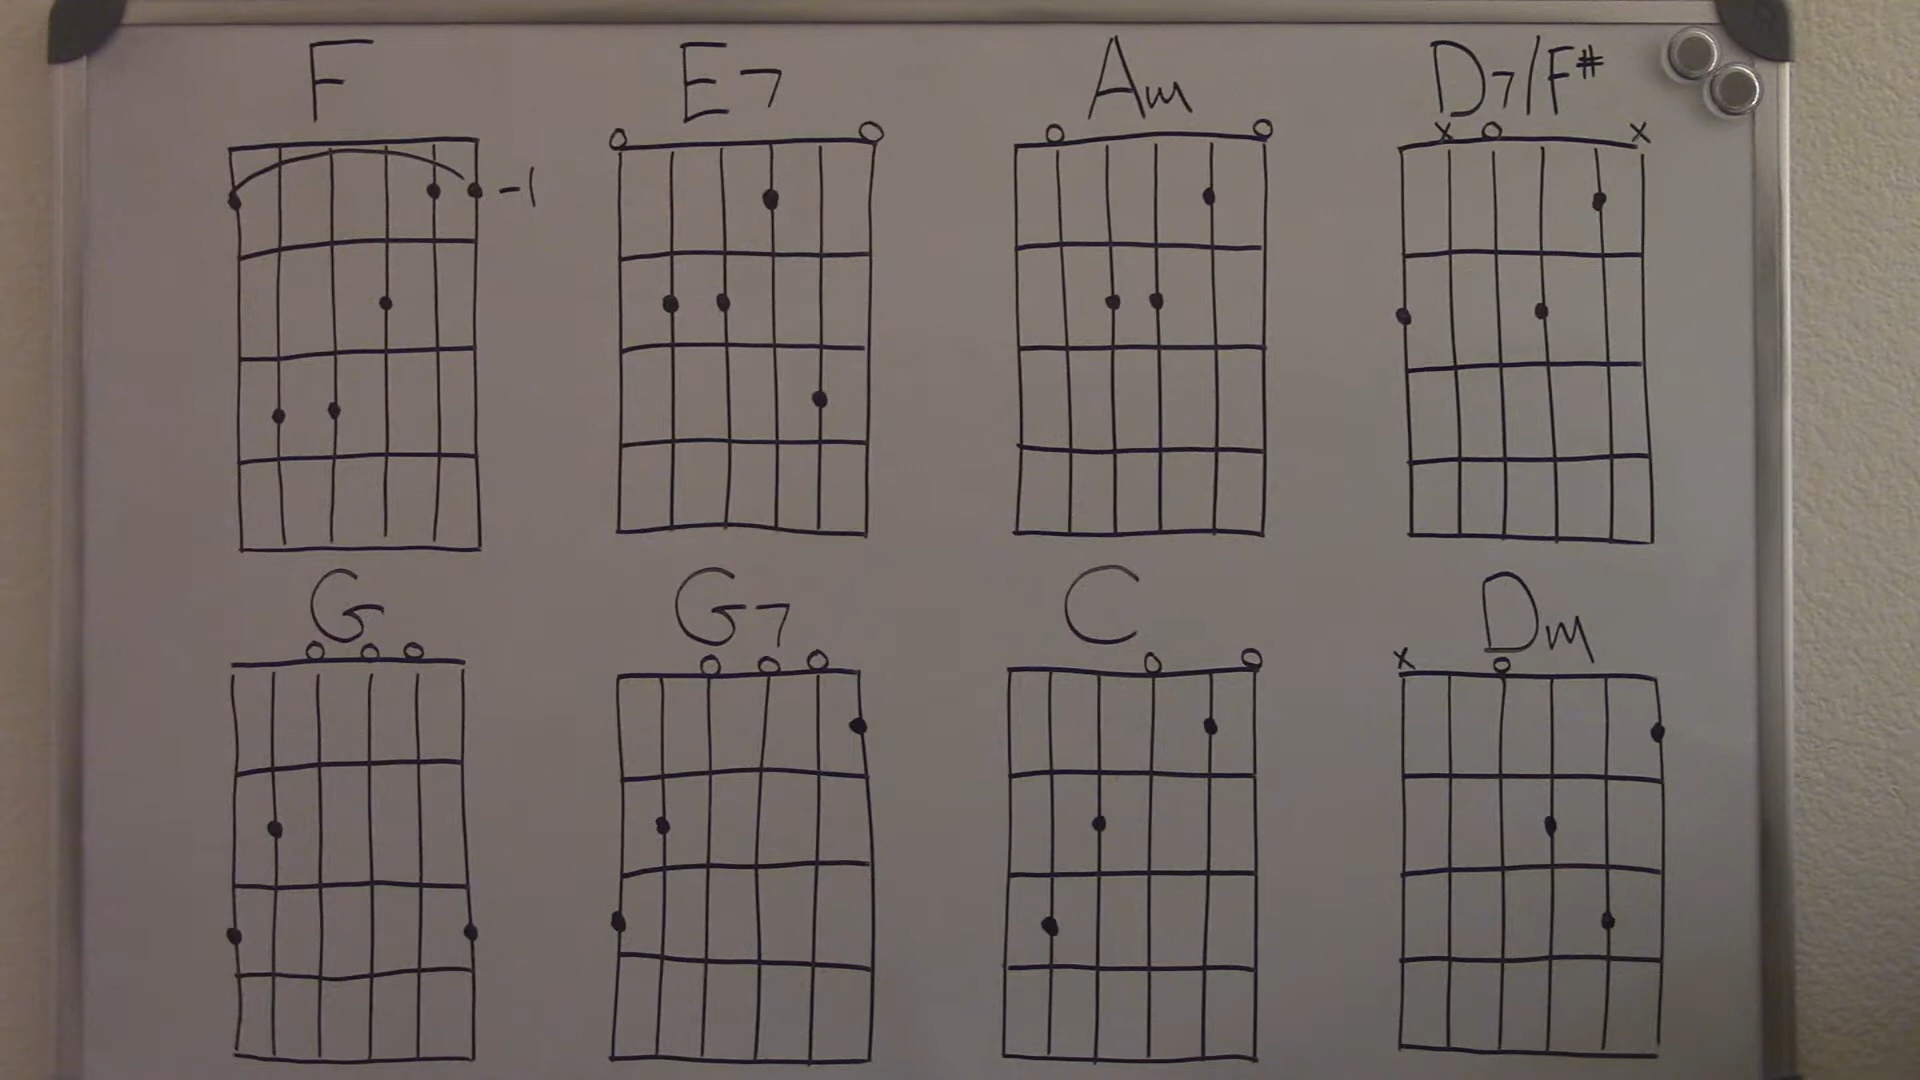 F E7 Am D7/F#
o o o o x o x
-1
G G7 C Dm
o o o o o o o o x o